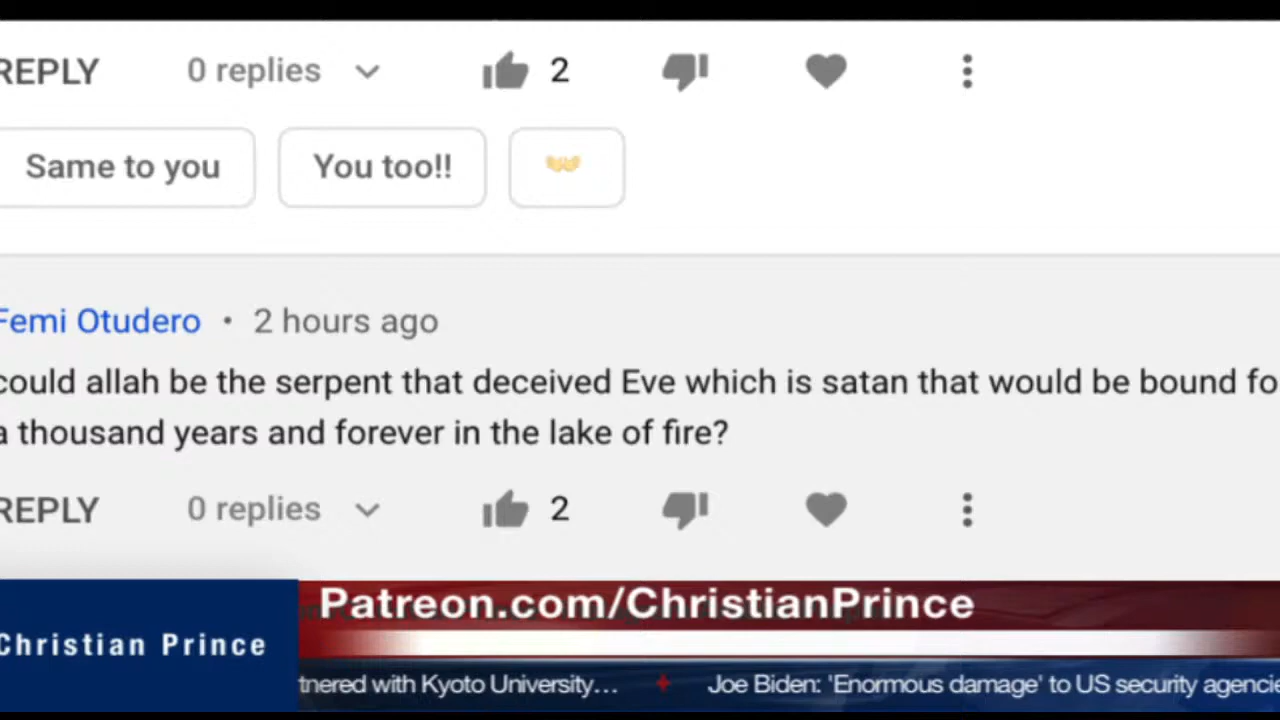 REPLY 0 replies 2
Same to you You too!!
Femi Otudero • 2 hours ago
could allah be the serpent that deceived Eve which is satan that would be bound fo
a thousand years and forever in the lake of fire?
REPLY 0 replies 2
Patreon.com/ChristianPrince
Christian Prince
tnered with Kyoto University... Joe Biden: 'Enormous damage' to US security agencie